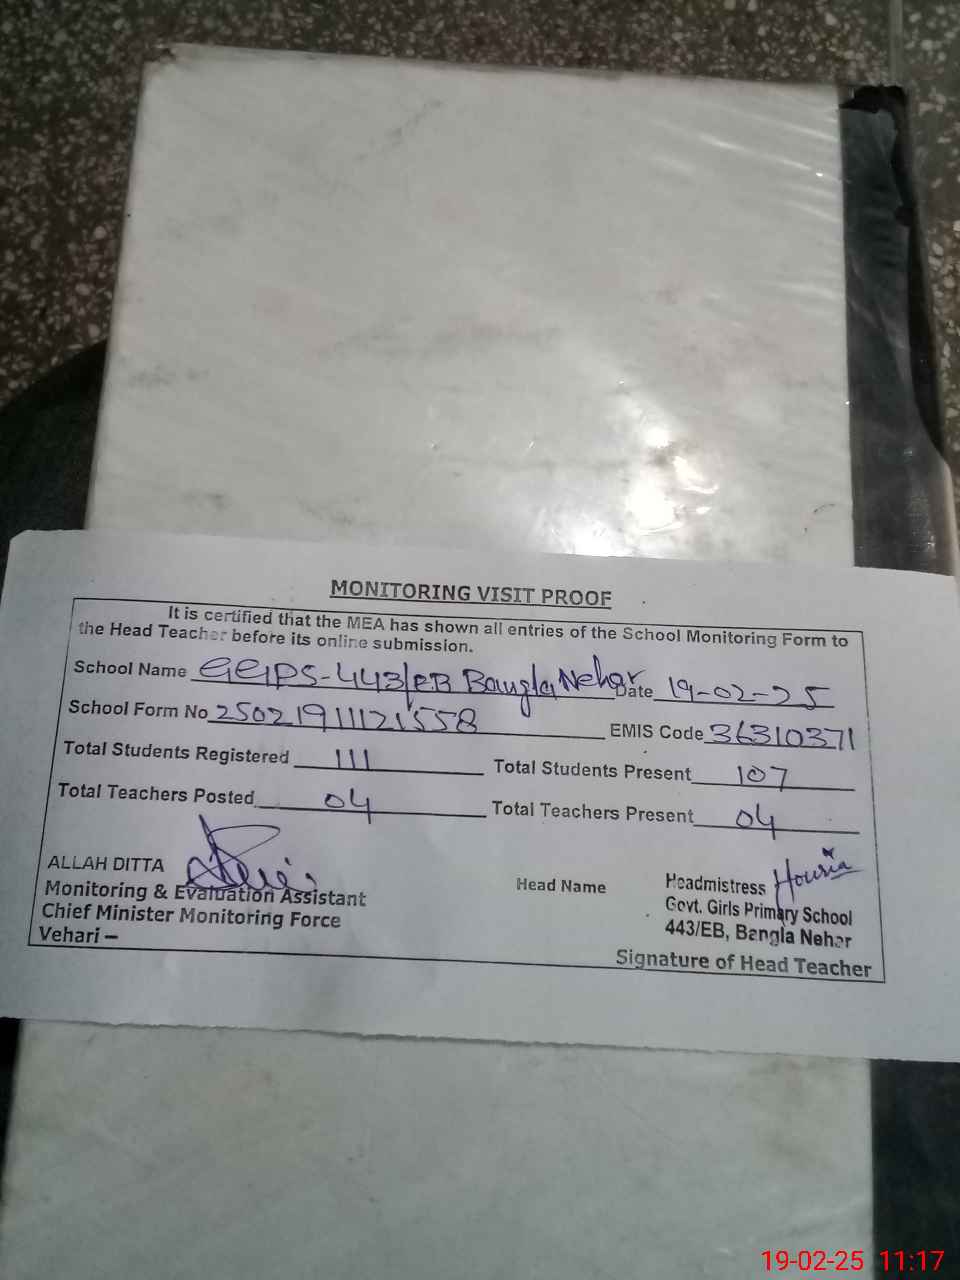 MONITORING VISIT PROOF
It is certified that the MEA has shown all entries of the School Monitoring Form to
the Head Teacher before its online submission.
School Name GGPS-443/E.B Bangla Nehar Date 19-02-25
School Form No 25021911121558 EMIS Code 36310371
Total Students Registered 111 Total Students Present 107
Total Teachers Posted 04 Total Teachers Present 04
ALLAH DITTA
Monitoring & Evaluation Assistant
Chief Minister Monitoring Force
Vehari –
Head Name
Headmistress
Govt. Girls Primary School
443/EB, Bangla Nehar
Signature of Head Teacher
19-02-25 11:17